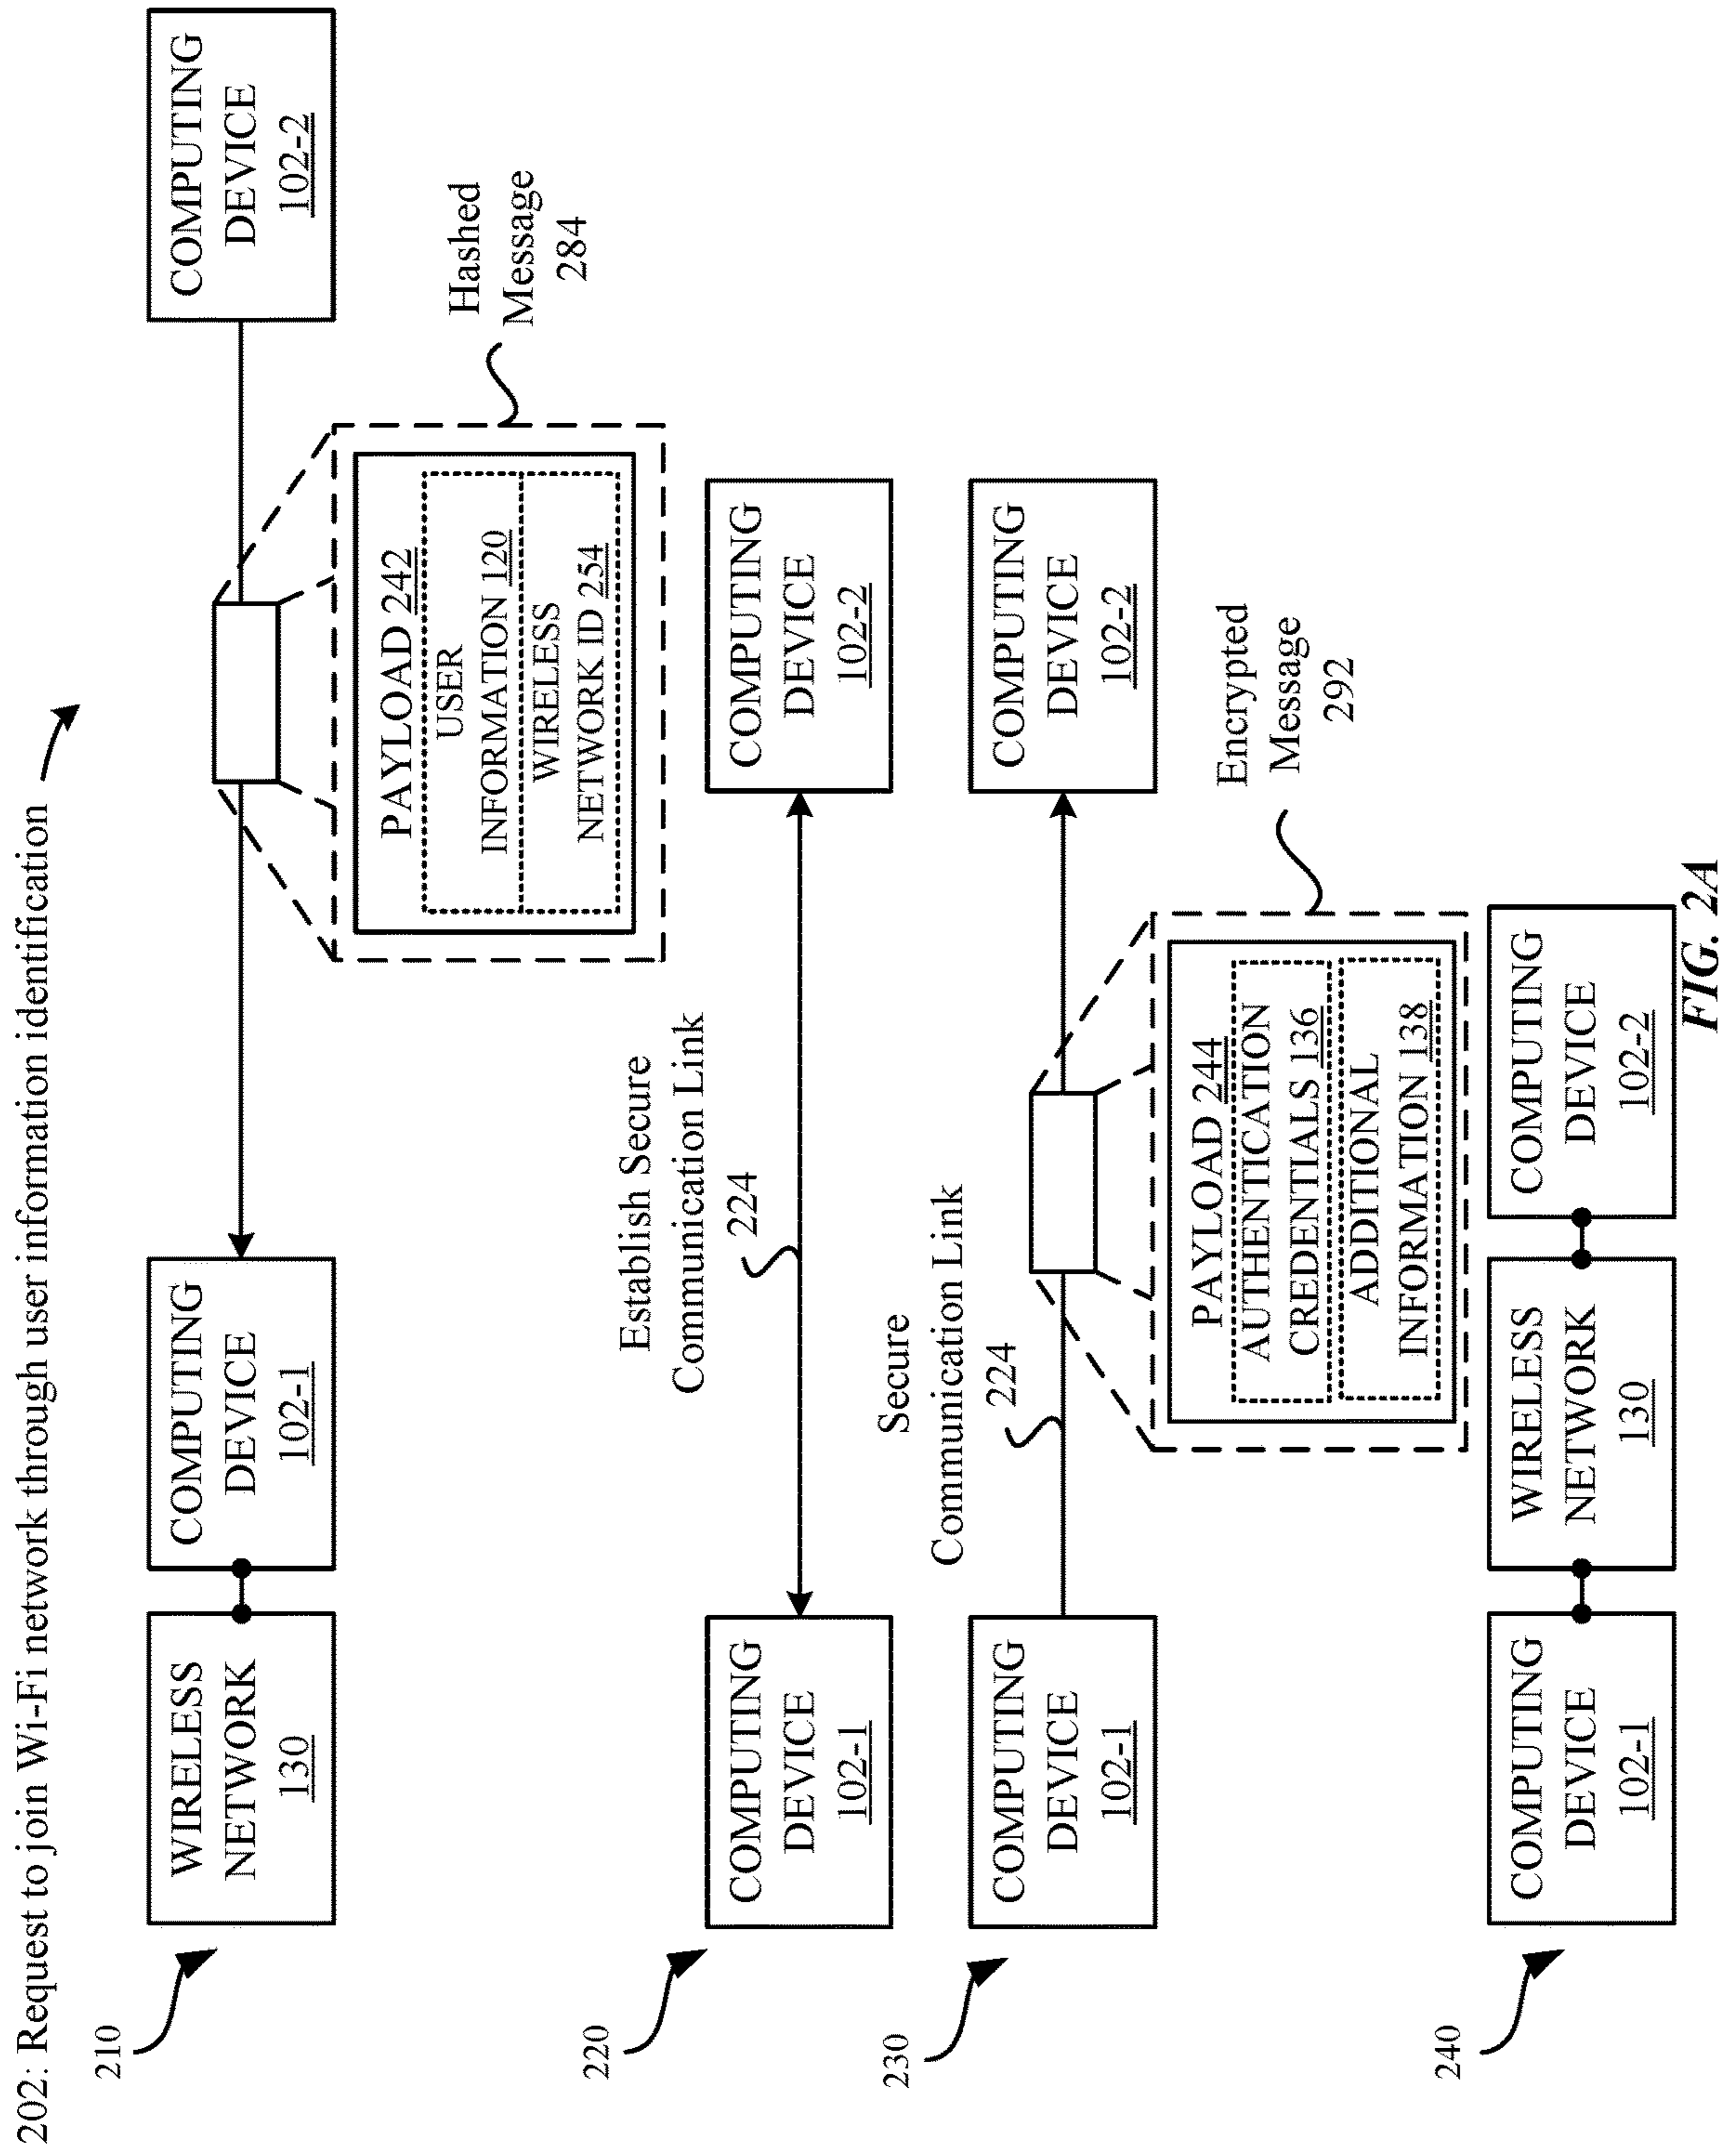 202: Request to join Wi-Fi network through user information identification
210
WIRELESS
NETWORK
130
COMPUTING
DEVICE
102-1
COMPUTING
DEVICE
102-2
PAYLOAD 242
USER
INFORMATION 120
WIRELESS
NETWORK ID 254
Hashed
Message
284
220
COMPUTING
DEVICE
102-1
Establish Secure
Communication Link
224
COMPUTING
DEVICE
102-2
230
COMPUTING
DEVICE
102-1
Secure
Communication Link
224
COMPUTING
DEVICE
102-2
PAYLOAD 244
AUTHENTICATION
CREDENTIALS 136
ADDITIONAL
INFORMATION 138
Encrypted
Message
292
240
COMPUTING
DEVICE
102-1
WIRELESS
NETWORK
130
COMPUTING
DEVICE
102-2
FIG. 2A